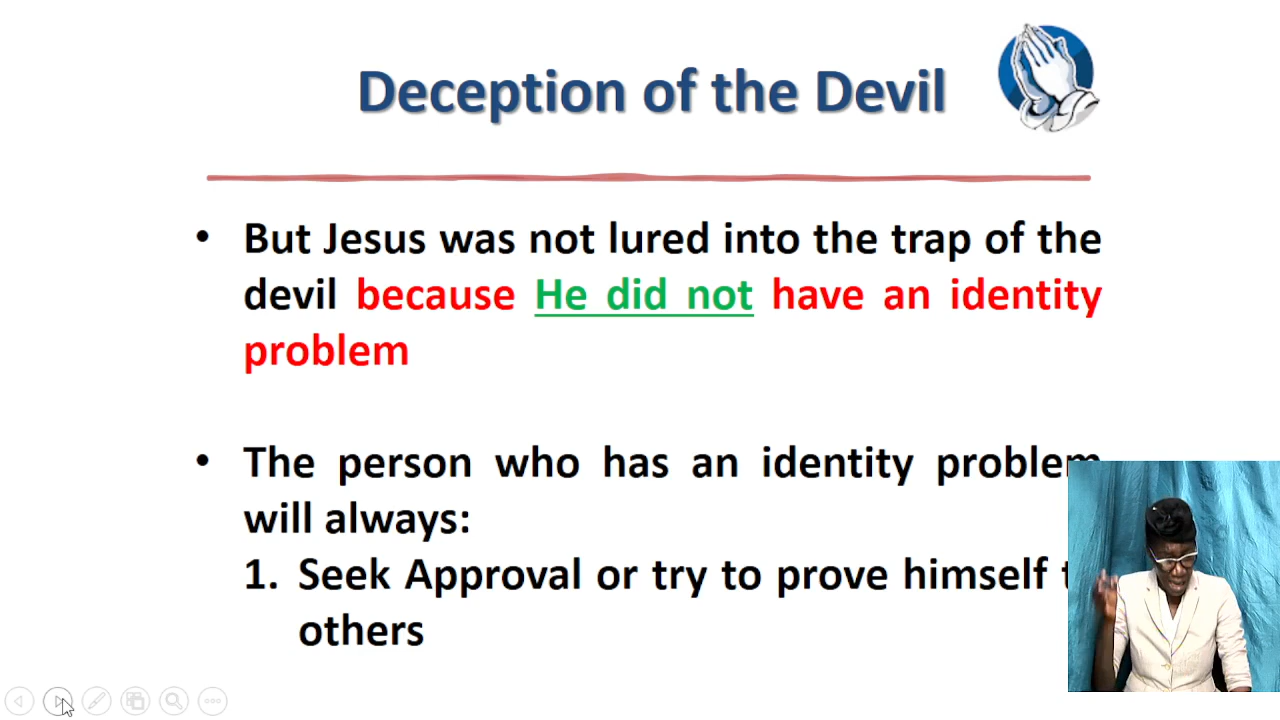 Deception of the Devil
• But Jesus was not lured into the trap of the
devil because He did not have an identity
problem
• The person who has an identity problem
will always:
1. Seek Approval or try to prove himself
others